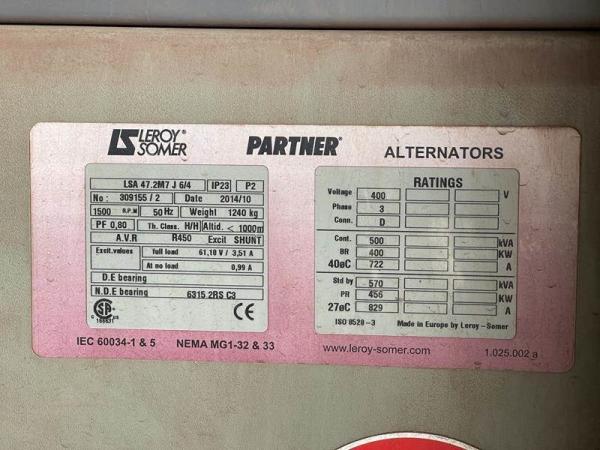 LS LEROY® SOMER PARTNER® ALTERNATORS
LSA 47.2M7 J 6/4 IP23 P2
No : 309155 / 2 Date 2014/10
1500 R.P.M 50 Hz Weight 1240 kg
PF 0,80 Th. Class. H/H Altid. < 1000m
A.V.R R450 Excit SHUNT
Excit.values full load 61,10 V / 3,51 A
At no load 0,99 A
D.E bearing
N.D.E bearing 6315 2RS C3
SA ® CE
IEC 60034-1 & 5 NEMA MG1-32 & 33
RATINGS
Voltage 400 V
Phase 3
Conn. D
Cont. 500 kVA
BR 400 KW
40øC 722 A
Std by 570 kVA
PR 456 KW
27øC 829 A
ISO 8528-3 Made in Europe by Leroy-Somer
www.leroy-somer.com 1.025.002 a